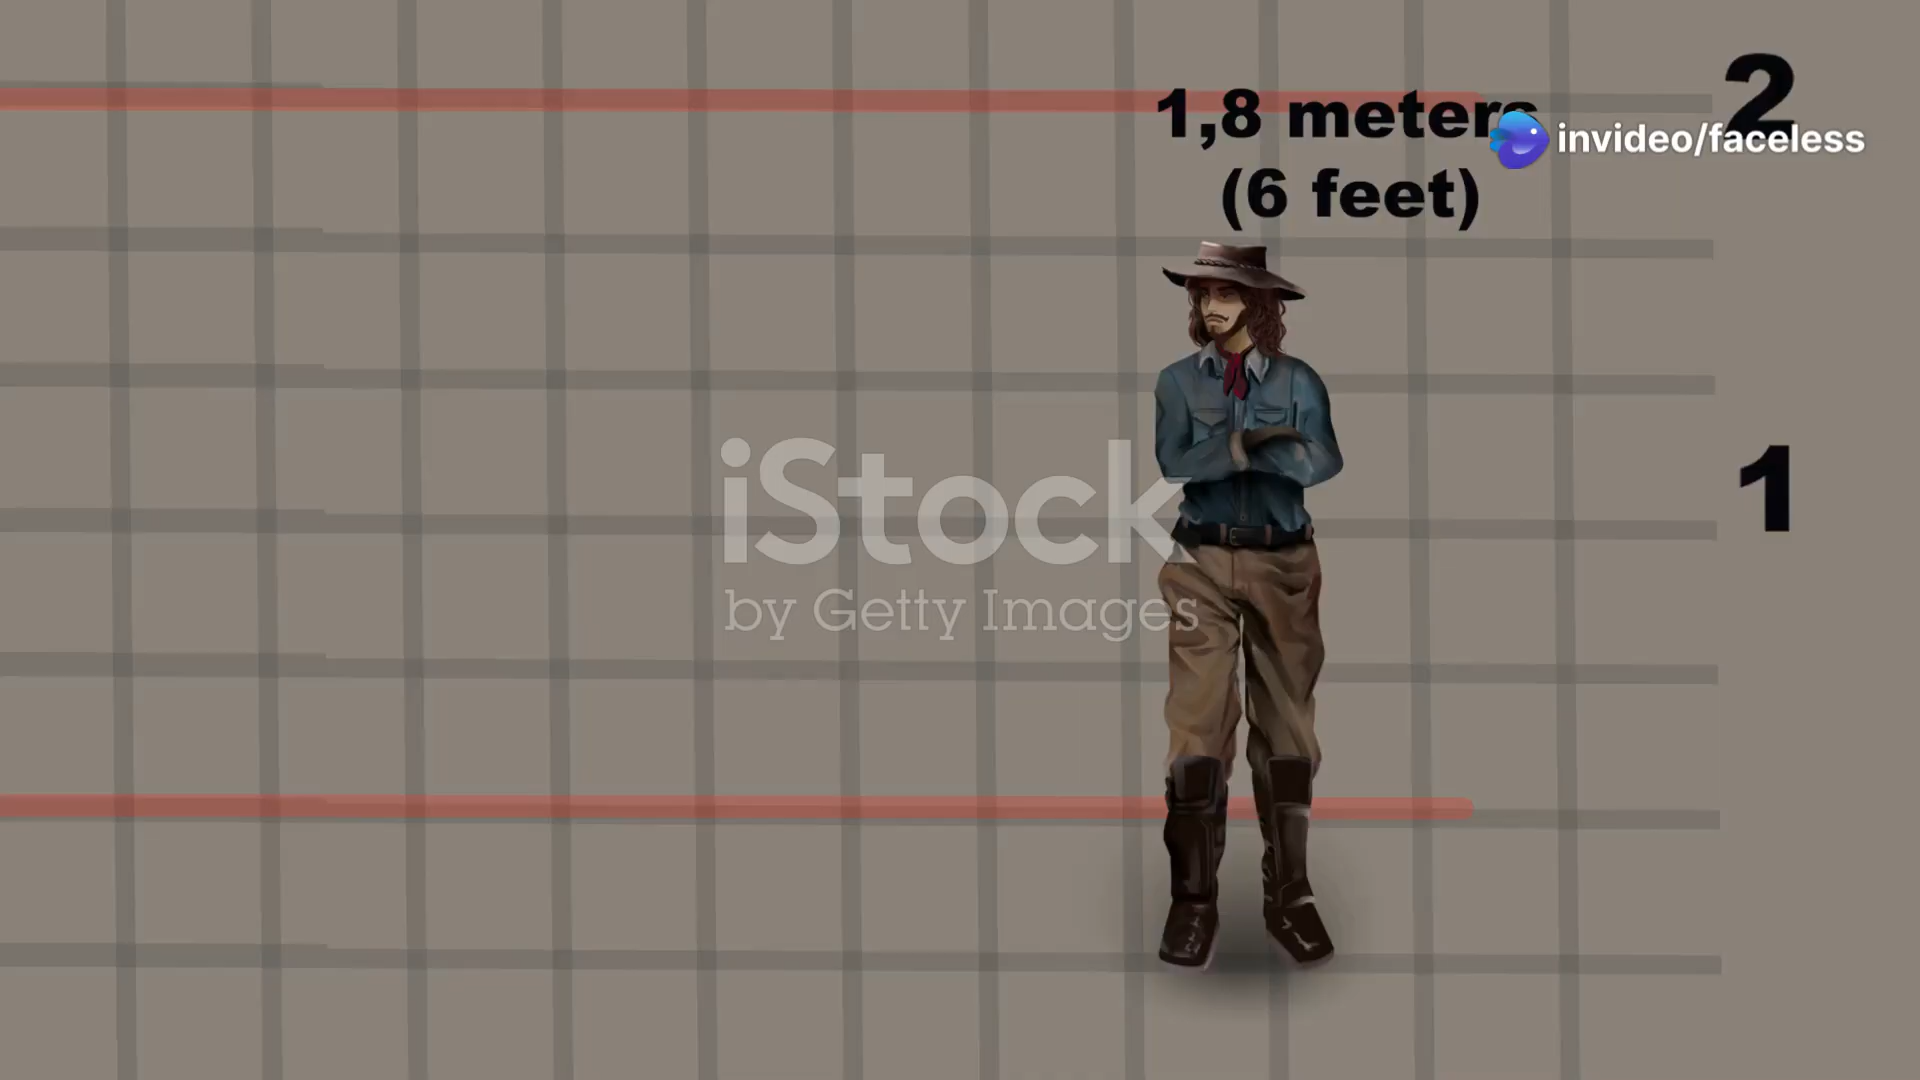 2
1,8 meters
invideo/faceless
(6 feet)
1
iStock
by Getty Images